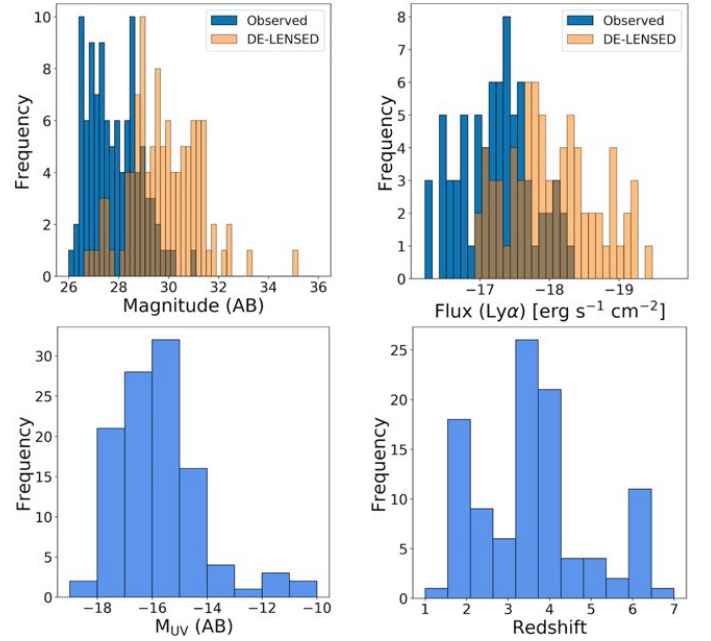 Observed
DE-LENSED
10
8
6
4
2
0
Frequency
26 28 30 32 34 36
Magnitude (AB)
Observed
DE-LENSED
8
7
6
5
4
3
2
1
0
Frequency
−17 −18 −19
Flux (Lyα) [erg s⁻¹ cm⁻²]
30
25
20
15
10
5
0
Frequency
−18 −16 −14 −12 −10
M_UV (AB)
25
20
15
10
5
0
Frequency
1 2 3 4 5 6 7
Redshift